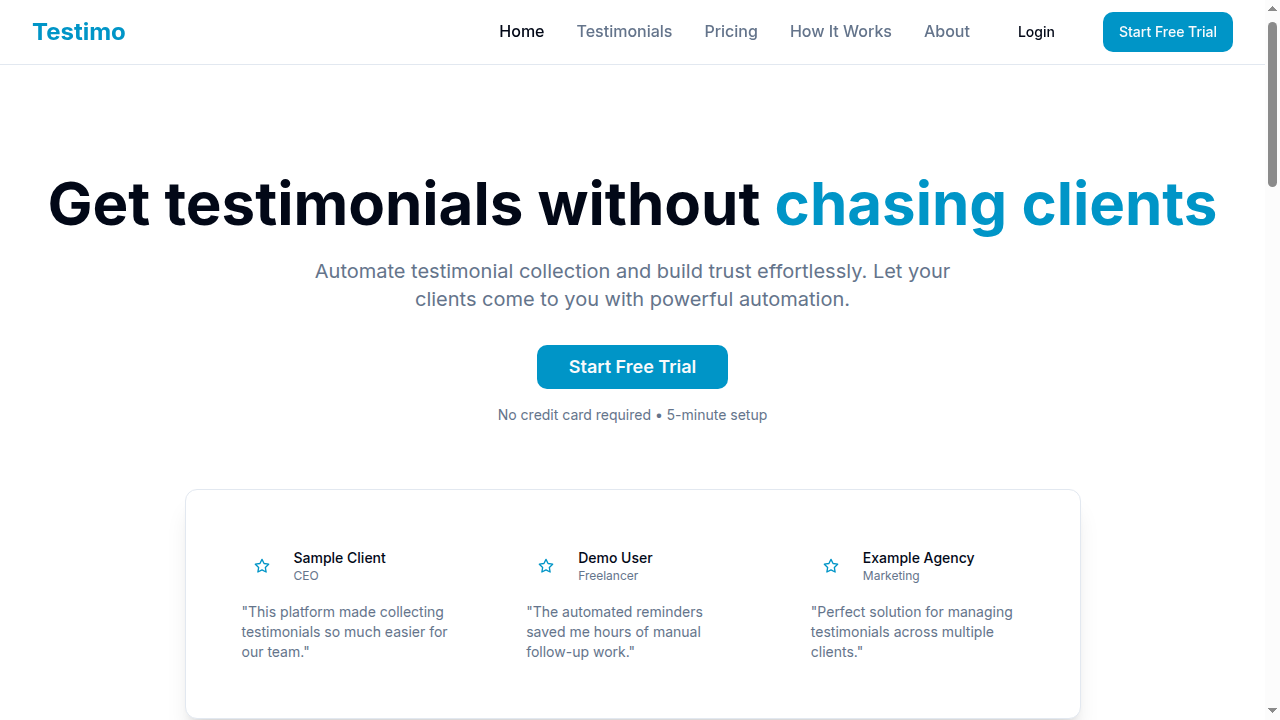 Testimo
Home
Testimonials
Pricing
How It Works
About
Login
Start Free Trial
Get testimonials without chasing clients
Automate testimonial collection and build trust effortlessly. Let your
clients come to you with powerful automation.
Start Free Trial
No credit card required • 5-minute setup
Sample Client
CEO
"This platform made collecting
testimonials so much easier for
our team."
Demo User
Freelancer
"The automated reminders
saved me hours of manual
follow-up work."
Example Agency
Marketing
"Perfect solution for managing
testimonials across multiple
clients."